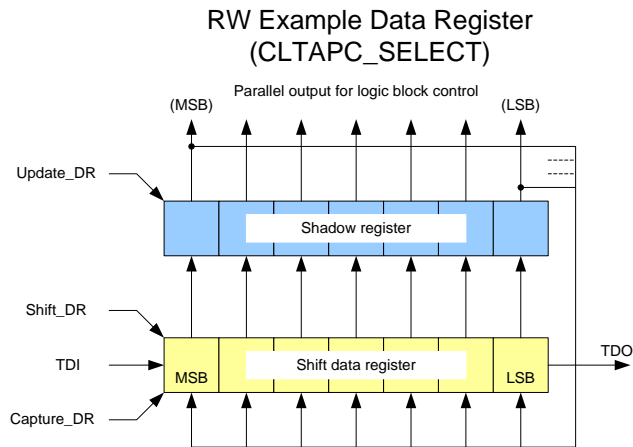 RW Example Data Register
(CLTAPC_SELECT)
Parallel output for logic block control
(MSB)
(LSB)
Update_DR
Shadow register
Shift_DR
TDI
MSB
Shift data register
LSB
TDO
Capture_DR